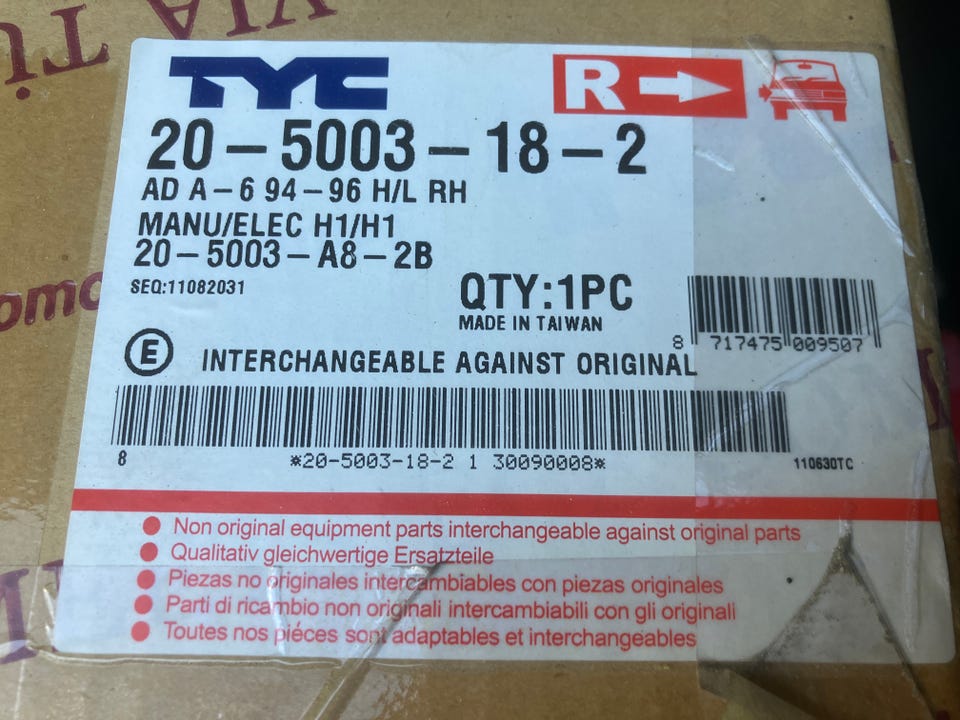 VIA TÜ
TYC
R
20-5003-18-2
AD A-6 94-96 H/L RH
MANU/ELEC H1/H1
20-5003-A8-2B
SEQ:11082031
QTY:1PC
MADE IN TAIWAN
8 717475 009507
E INTERCHANGEABLE AGAINST ORIGINAL
8 *20-5003-18-2 1 30090008* 110630TC
Non original equipment parts interchangeable against original parts
Qualitativ gleichwertige Ersatzteile
Piezas no originales intercambiables con piezas originales
Parti di ricambio non originali intercambiabili con gli originali
Toutes nos piéces sont adaptables et interchangeables